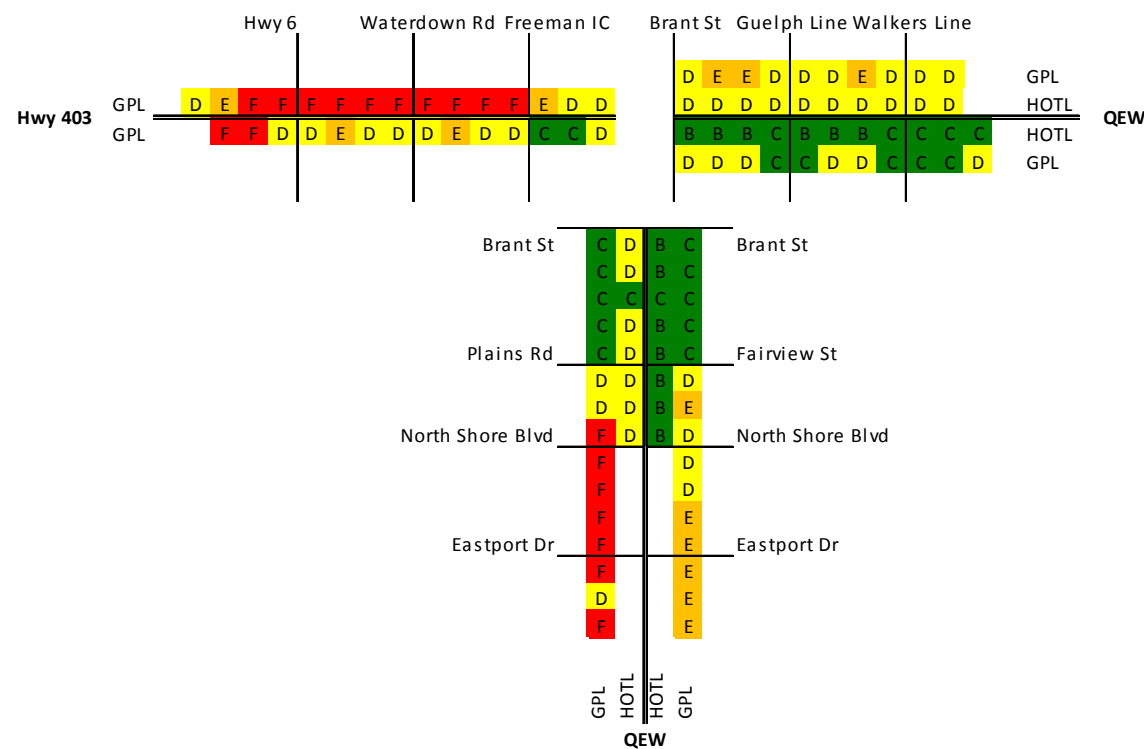 Hwy 6 Waterdown Rd Freeman IC Brant St Guelph Line Walkers Line
D E E D D D E D D D GPL
GPL D E F F F F F F F F F F E D D D D D D D D D D D D HOTL
Hwy 403 QEW
GPL F F D D E D D D E D D C C D B B B C B B B C C C C HOTL
D D D C C D D C C C D GPL
Brant St C D B C Brant St
C D B C
C C C C
C D B C
Plains Rd C D B C Fairview St
D D B D
D D B E
North Shore Blvd F D B D North Shore Blvd
F D
F D
F E
Eastport Dr F E Eastport Dr
F E
D E
F E
GPL HOTL HOTL GPL
QEW